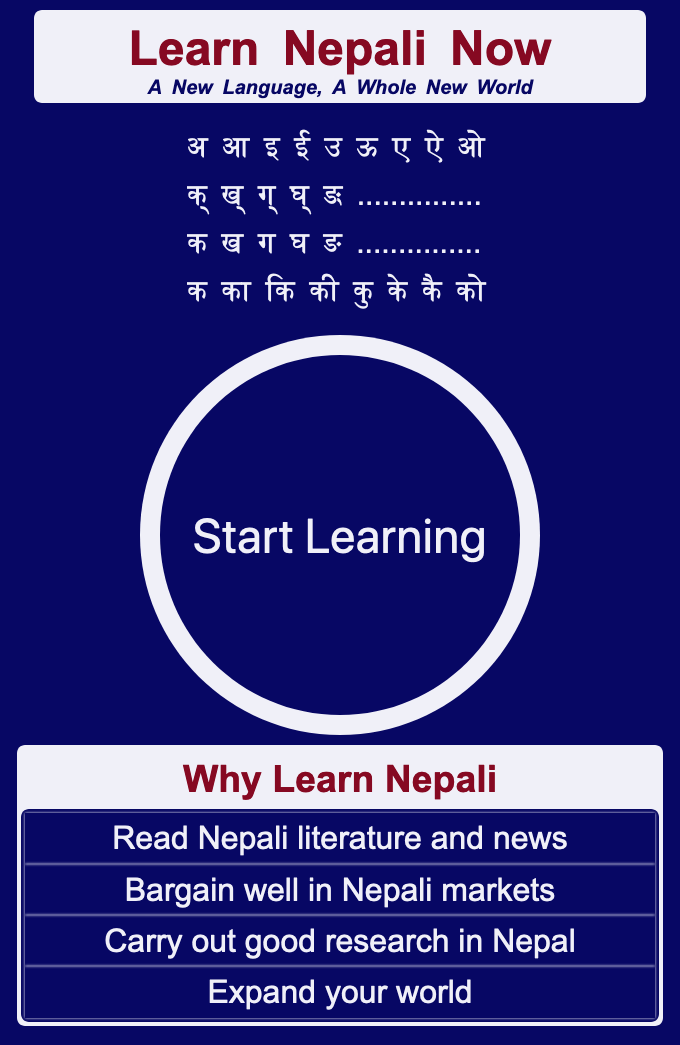 Learn Nepali Now
A New Language, A Whole New World
अ आ इ ई उ ऊ ए ऐ ओ
क् ख् ग् घ् ङ ...............
क ख ग घ ङ ...............
क का कि की कु के कै को
Start Learning
Why Learn Nepali
Read Nepali literature and news
Bargain well in Nepali markets
Carry out good research in Nepal
Expand your world